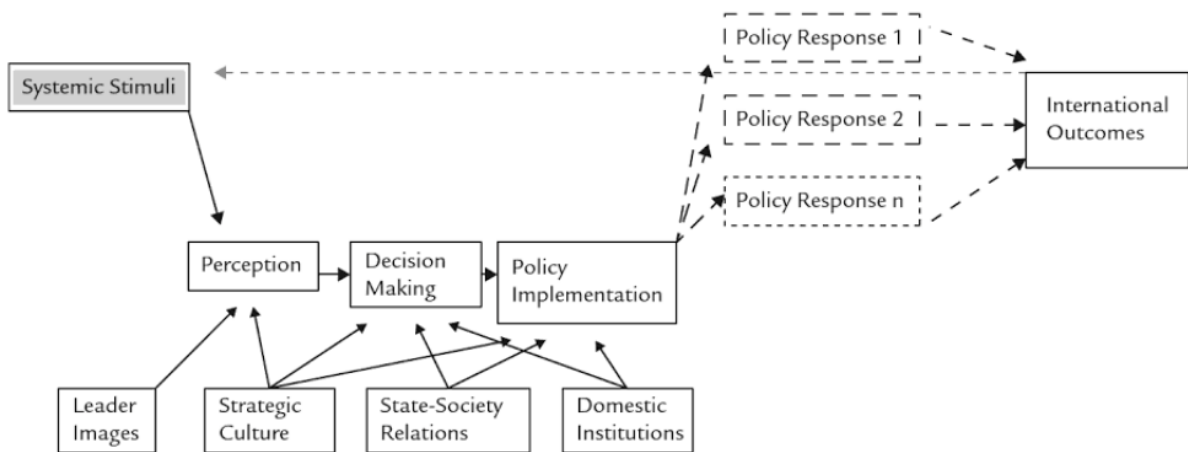 Policy Response 1
Systemic Stimuli
International
Outcomes
Policy Response 2
Policy Response n
Perception
Decision
Making
Policy
Implementation
Leader
Images
Strategic
Culture
State-Society
Relations
Domestic
Institutions